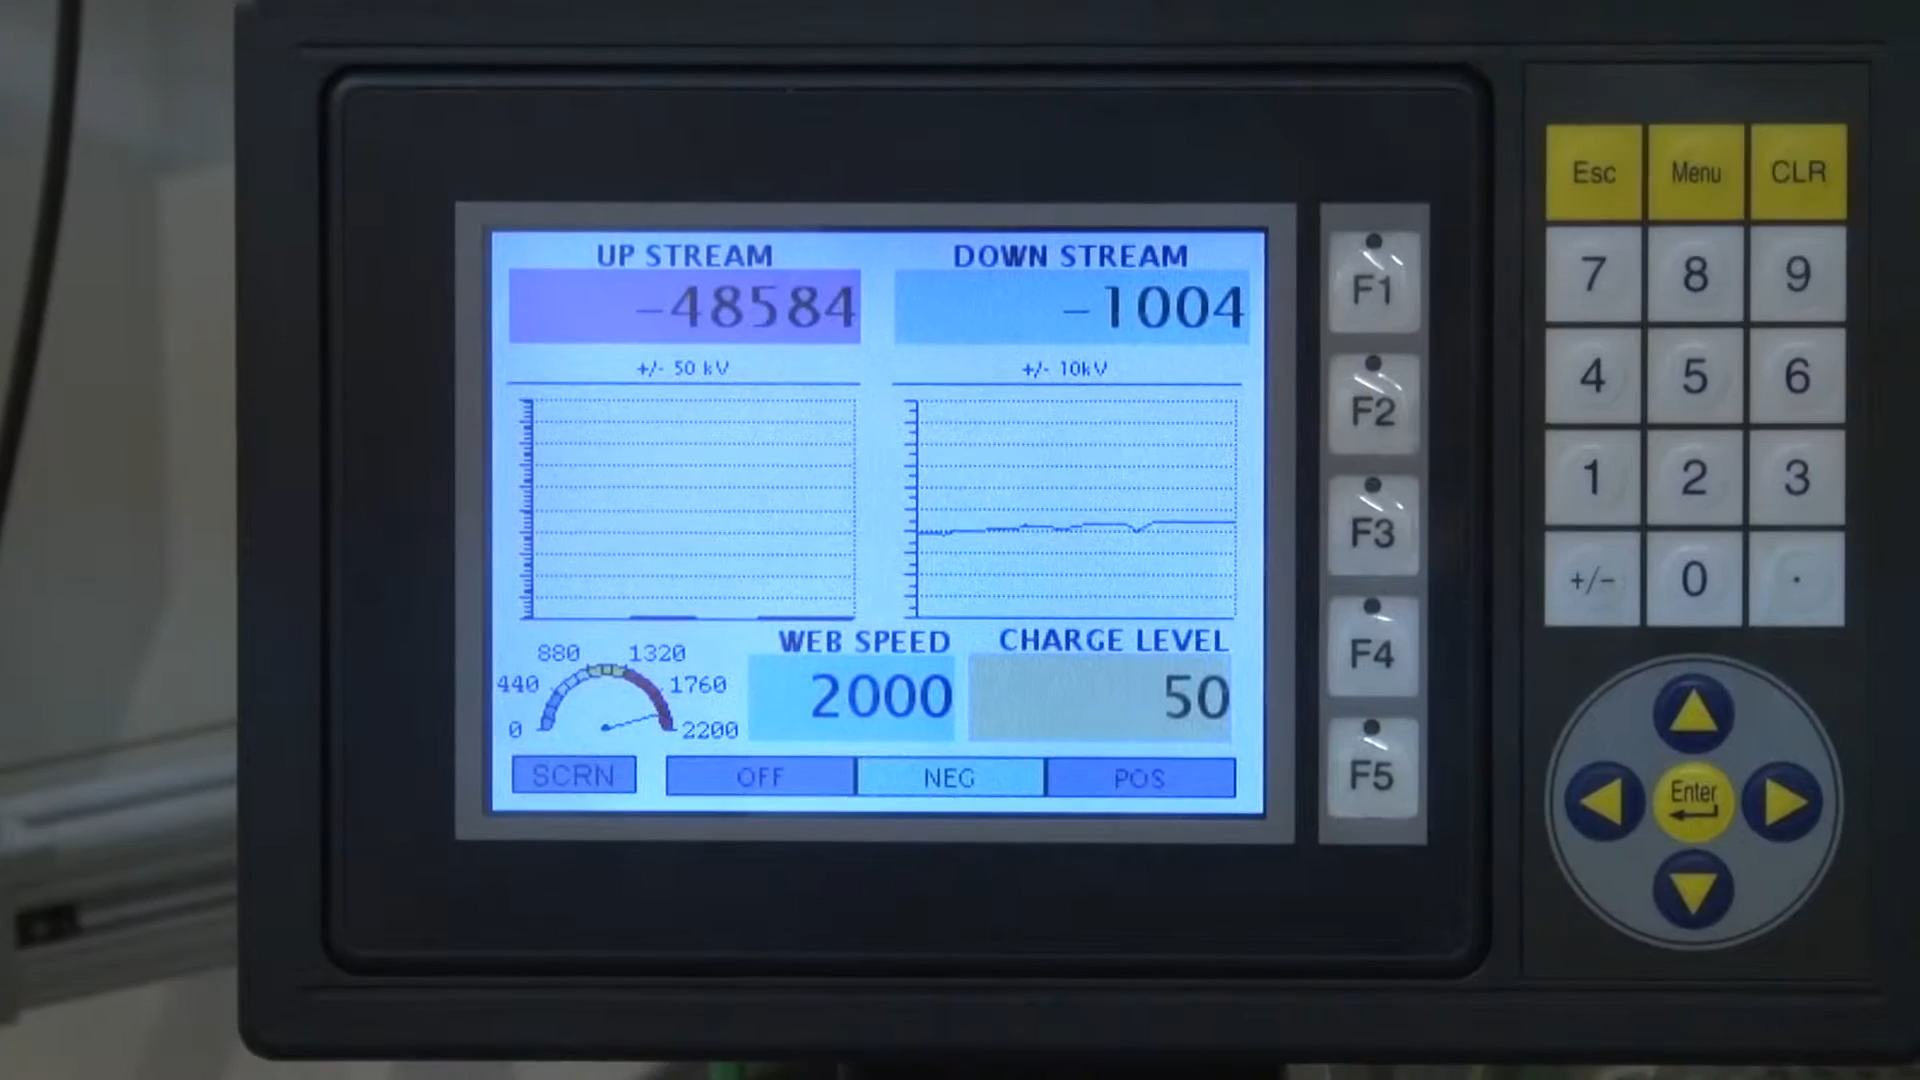 UP STREAM
DOWN STREAM
-48584
-1004
+/- 50 kV
+/- 10kV
WEB SPEED
CHARGE LEVEL
2000
50
0
440
880
1320
1760
2200
SCRN
OFF
NEG
POS
F1
F2
F3
F4
F5
Esc
Menu
CLR
7
8
9
4
5
6
1
2
3
+/-
0
.
Enter